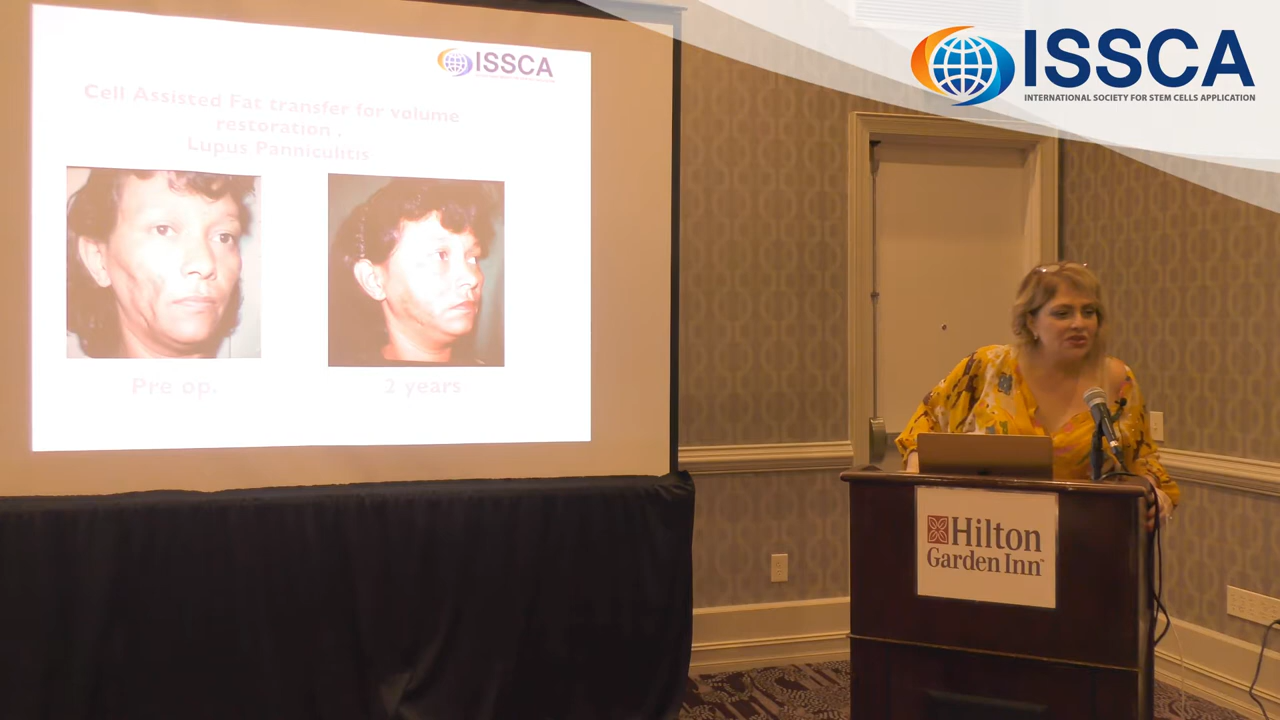 ISSCA
Cell Assisted Fat transfer for volume
restoration .
Lupus Panniculitis
Pre op.
2 years
ISSCA
INTERNATIONAL SOCIETY FOR STEM CELLS APPLICATION
Hilton
Garden Inn™